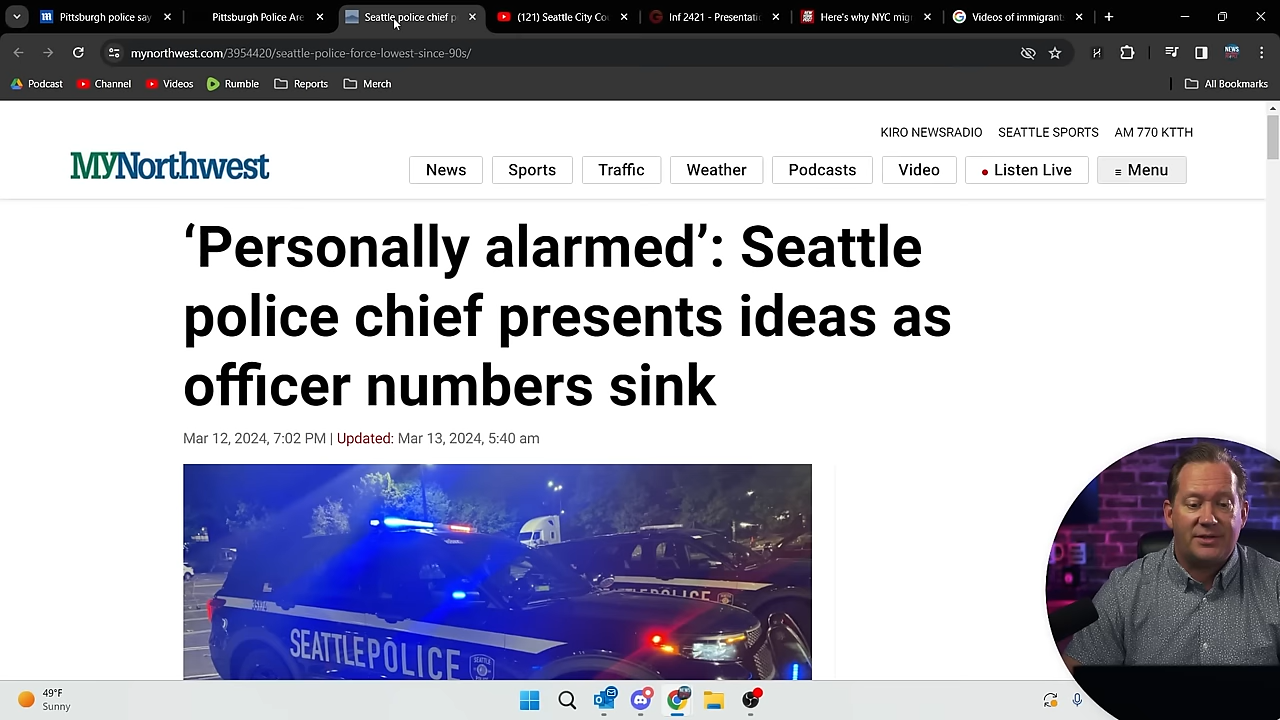 Pittsburgh police say
Pittsburgh Police Are
Seattle police chief p
(121) Seattle City Co
Inf 2421 - Presentatio
Here's why NYC mig
Videos of immigrant
mynorthwest.com/3954420/seattle-police-force-lowest-since-90s/
Podcast
Channel
Videos
Rumble
Reports
Merch
All Bookmarks
KIRO NEWSRADIO SEATTLE SPORTS AM 770 KTTH
MYNorthwest
News
Sports
Traffic
Weather
Podcasts
Video
Listen Live
Menu
‘Personally alarmed’: Seattle
police chief presents ideas as
officer numbers sink
Mar 12, 2024, 7:02 PM | Updated: Mar 13, 2024, 5:40 am
SEATTLE POLICE
49°F
Sunny